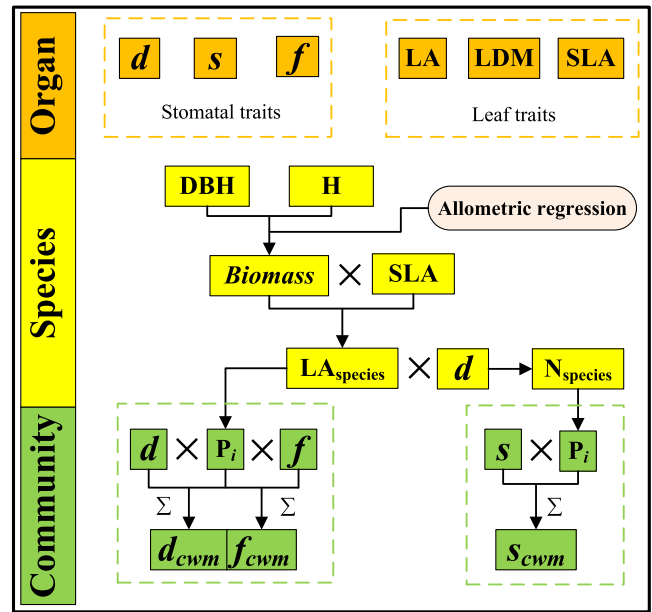 Organ
d s f
Stomatal traits
LA LDM SLA
Leaf traits
Species
DBH H
Allometric regression
Biomass × SLA
LAspecies × d Nspecies
Community
d × Pi × f
Σ Σ
dcwm fcwm
s × Pi
Σ
scwm